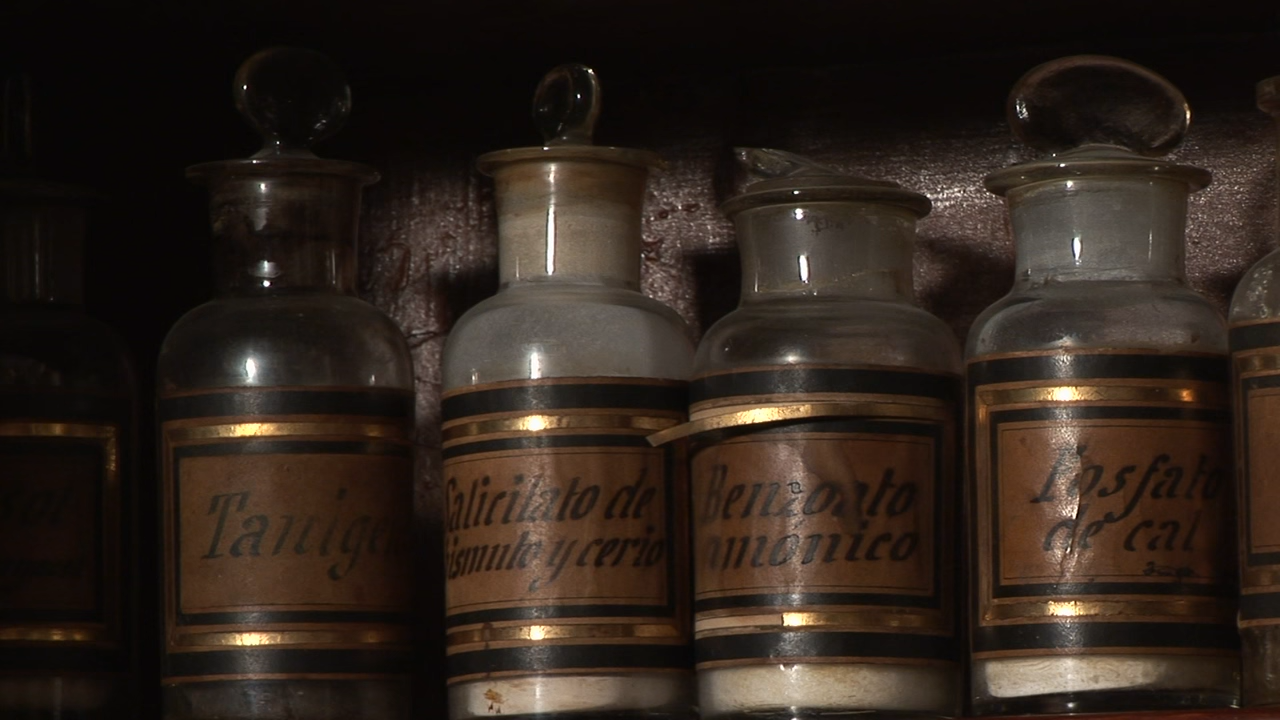 Tanigen
Salicilato de
bismuto y cerio
Benzoato
amónico
Fosfato
de cal